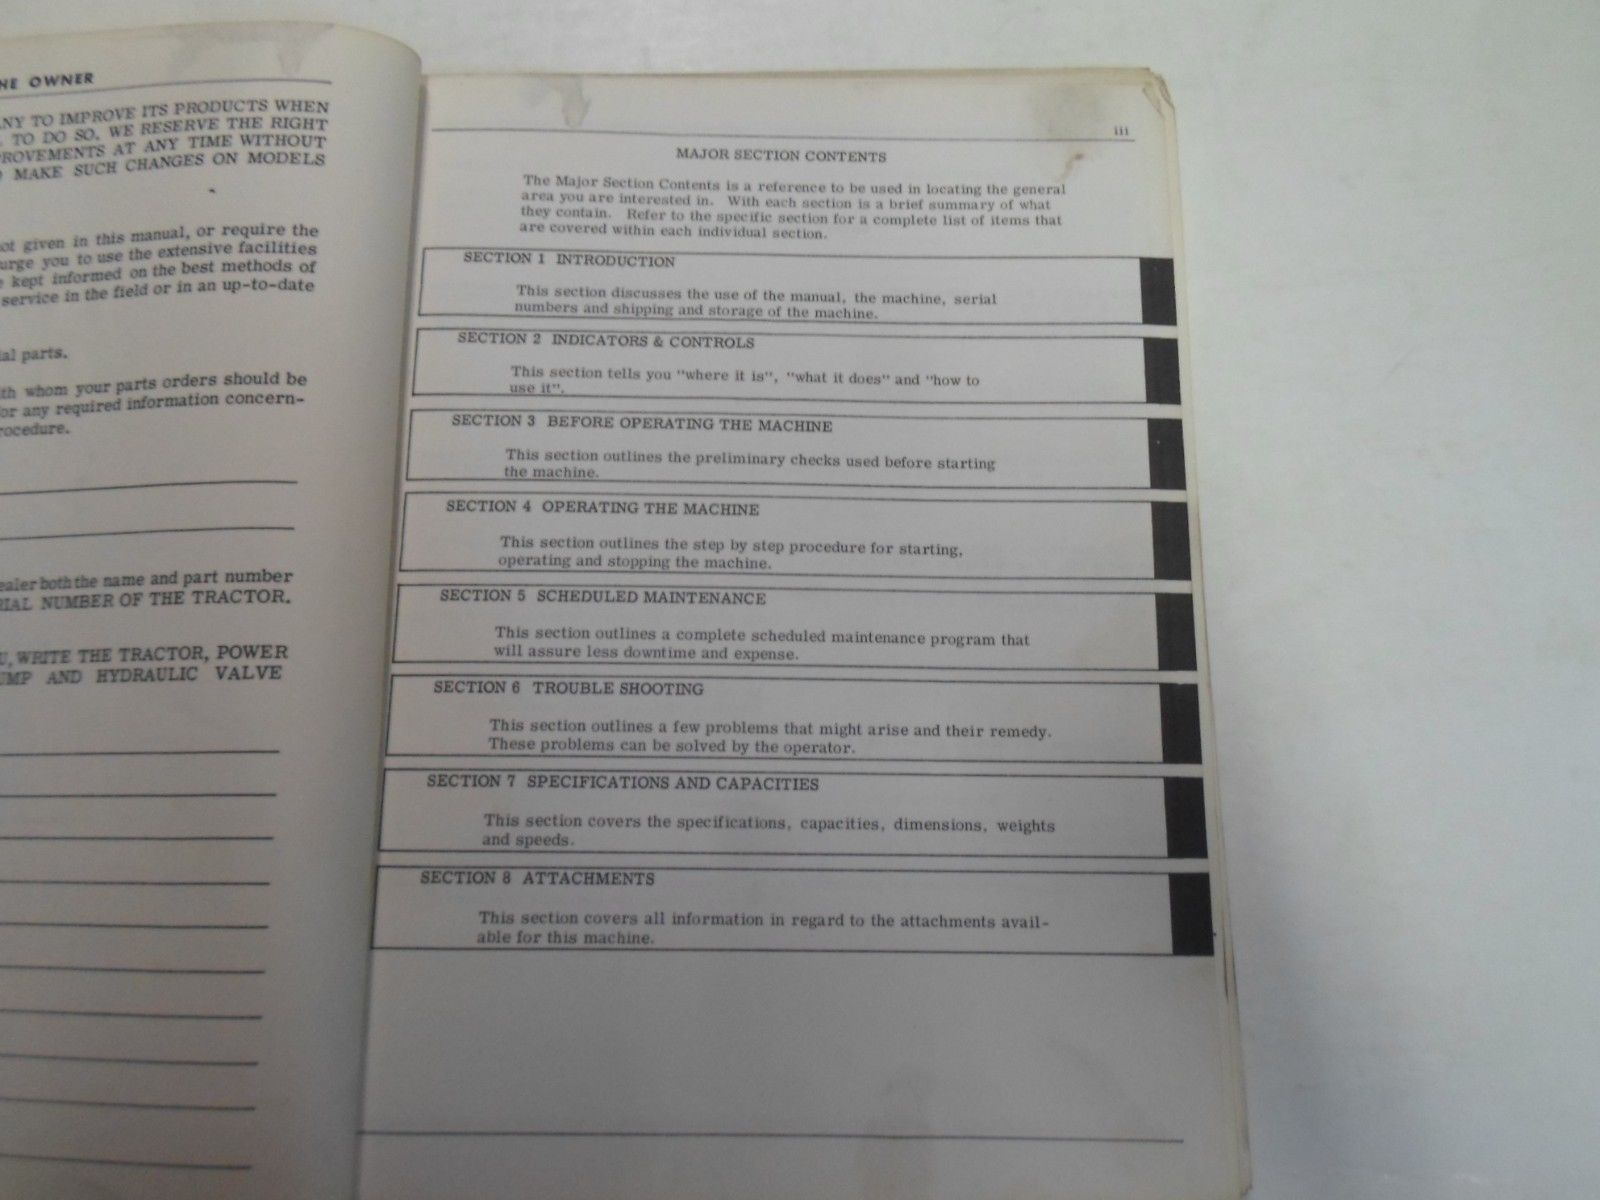 HE OWNER
NY TO IMPROVE ITS PRODUCTS WHEN
TO DO SO. WE RESERVE THE RIGHT
PROVEMENTS AT ANY TIME WITHOUT
MAKE SUCH CHANGES ON MODELS
ot given in this manual, or require the
urge you to use the extensive facilities
kept informed on the best methods of
service in the field or in an up-to-date
ial parts.
ith whom your parts orders should be
or any required information concern-
rocedure.
ealer both the name and part number
RIAL NUMBER OF THE TRACTOR.
U, WRITE THE TRACTOR, POWER
UMP AND HYDRAULIC VALVE
iii
MAJOR SECTION CONTENTS
The Major Section Contents is a reference to be used in locating the general
area you are interested in. With each section is a brief summary of what
they contain. Refer to the specific section for a complete list of items that
are covered within each individual section.
SECTION 1 INTRODUCTION
This section discusses the use of the manual, the machine, serial
numbers and shipping and storage of the machine.
SECTION 2 INDICATORS & CONTROLS
This section tells you "where it is", "what it does" and "how to
use it".
SECTION 3 BEFORE OPERATING THE MACHINE
This section outlines the preliminary checks used before starting
the machine.
SECTION 4 OPERATING THE MACHINE
This section outlines the step by step procedure for starting,
operating and stopping the machine.
SECTION 5 SCHEDULED MAINTENANCE
This section outlines a complete scheduled maintenance program that
will assure less downtime and expense.
SECTION 6 TROUBLE SHOOTING
This section outlines a few problems that might arise and their remedy.
These problems can be solved by the operator.
SECTION 7 SPECIFICATIONS AND CAPACITIES
This section covers the specifications, capacities, dimensions, weights
and speeds.
SECTION 8 ATTACHMENTS
This section covers all information in regard to the attachments avail-
able for this machine.